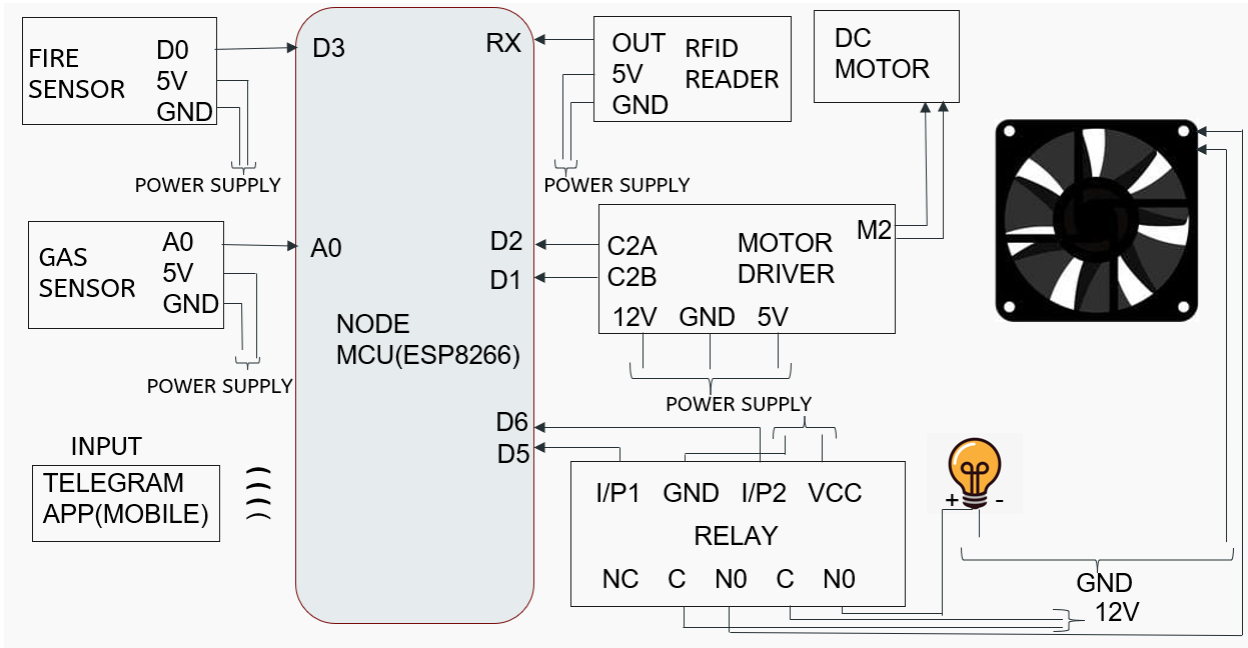 FIRE
SENSOR
D0
5V
GND
POWER SUPPLY
D3
RX
OUT
5V
GND
RFID
READER
POWER SUPPLY
DC
MOTOR
GAS
SENSOR
A0
5V
GND
POWER SUPPLY
A0
NODE
MCU(ESP8266)
D2
D1
C2A
C2B
MOTOR
DRIVER
M2
12V GND 5V
POWER SUPPLY
INPUT
TELEGRAM
APP(MOBILE)
D6
D5
I/P1 GND I/P2 VCC
RELAY
NC C N0 C N0
+ -
GND
12V